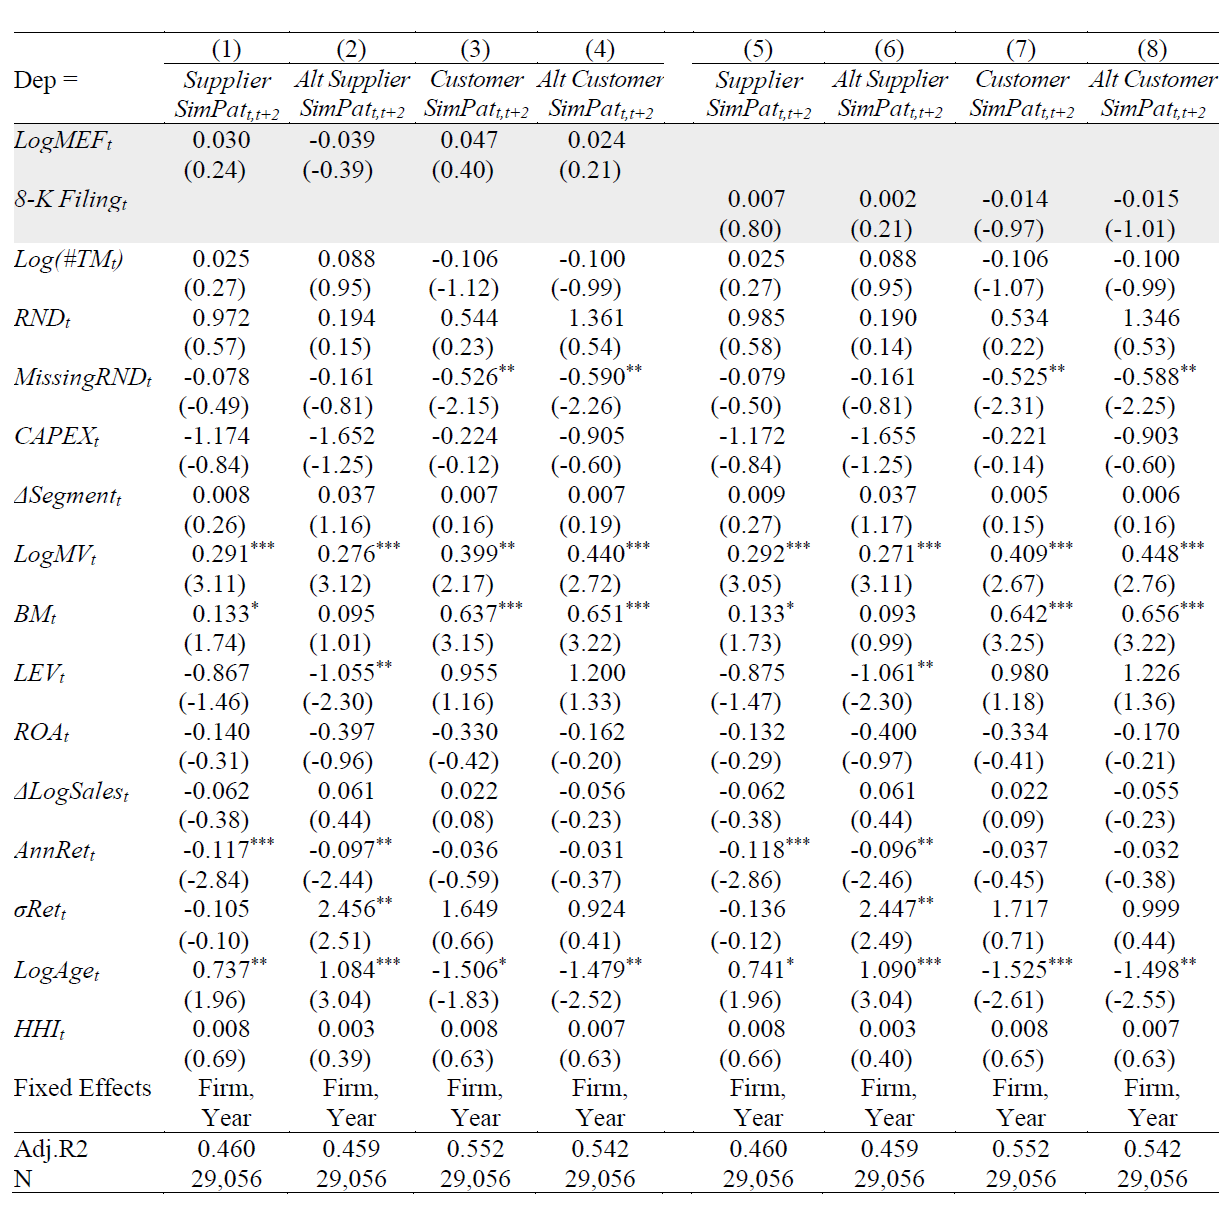 (1) (2) (3) (4) (5) (6) (7) (8)
Dep = Supplier Alt Supplier Customer Alt Customer Supplier Alt Supplier Customer Alt Customer
SimPatt,t+2 SimPatt,t+2 SimPatt,t+2 SimPatt,t+2 SimPatt,t+2 SimPatt,t+2 SimPatt,t+2 SimPatt,t+2
LogMEFt 0.030 -0.039 0.047 0.024
(0.24) (-0.39) (0.40) (0.21)
8-K Filingt 0.007 0.002 -0.014 -0.015
(0.80) (0.21) (-0.97) (-1.01)
Log(#TMt) 0.025 0.088 -0.106 -0.100 0.025 0.088 -0.106 -0.100
(0.27) (0.95) (-1.12) (-0.99) (0.27) (0.95) (-1.07) (-0.99)
RNDt 0.972 0.194 0.544 1.361 0.985 0.190 0.534 1.346
(0.57) (0.15) (0.23) (0.54) (0.58) (0.14) (0.22) (0.53)
MissingRNDt -0.078 -0.161 -0.526** -0.590** -0.079 -0.161 -0.525** -0.588**
(-0.49) (-0.81) (-2.15) (-2.26) (-0.50) (-0.81) (-2.31) (-2.25)
CAPEXt -1.174 -1.652 -0.224 -0.905 -1.172 -1.655 -0.221 -0.903
(-0.84) (-1.25) (-0.12) (-0.60) (-0.84) (-1.25) (-0.14) (-0.60)
ΔSegmentt 0.008 0.037 0.007 0.007 0.009 0.037 0.005 0.006
(0.26) (1.16) (0.16) (0.19) (0.27) (1.17) (0.15) (0.16)
LogMVt 0.291*** 0.276*** 0.399** 0.440*** 0.292*** 0.271*** 0.409*** 0.448***
(3.11) (3.12) (2.17) (2.72) (3.05) (3.11) (2.67) (2.76)
BMt 0.133* 0.095 0.637*** 0.651*** 0.133* 0.093 0.642*** 0.656***
(1.74) (1.01) (3.15) (3.22) (1.73) (0.99) (3.25) (3.22)
LEVt -0.867 -1.055** 0.955 1.200 -0.875 -1.061** 0.980 1.226
(-1.46) (-2.30) (1.16) (1.33) (-1.47) (-2.30) (1.18) (1.36)
ROAt -0.140 -0.397 -0.330 -0.162 -0.132 -0.400 -0.334 -0.170
(-0.31) (-0.96) (-0.42) (-0.20) (-0.29) (-0.97) (-0.41) (-0.21)
ΔLogSalest -0.062 0.061 0.022 -0.056 -0.062 0.061 0.022 -0.055
(-0.38) (0.44) (0.08) (-0.23) (-0.38) (0.44) (0.09) (-0.23)
AnnRett -0.117*** -0.097** -0.036 -0.031 -0.118*** -0.096** -0.037 -0.032
(-2.84) (-2.44) (-0.59) (-0.37) (-2.86) (-2.46) (-0.45) (-0.38)
σRett -0.105 2.456** 1.649 0.924 -0.136 2.447** 1.717 0.999
(-0.10) (2.51) (0.66) (0.41) (-0.12) (2.49) (0.71) (0.44)
LogAget 0.737** 1.084*** -1.506* -1.479** 0.741* 1.090*** -1.525*** -1.498**
(1.96) (3.04) (-1.83) (-2.52) (1.96) (3.04) (-2.61) (-2.55)
HHIt 0.008 0.003 0.008 0.007 0.008 0.003 0.008 0.007
(0.69) (0.39) (0.63) (0.63) (0.66) (0.40) (0.65) (0.63)
Fixed Effects Firm, Firm, Firm, Firm, Firm, Firm, Firm, Firm,
Year Year Year Year Year Year Year Year
Adj.R2 0.460 0.459 0.552 0.542 0.460 0.459 0.552 0.542
N 29,056 29,056 29,056 29,056 29,056 29,056 29,056 29,056